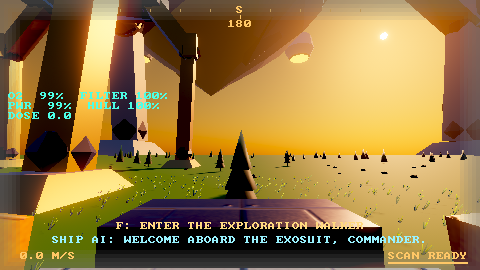 S
180
O2 99% FILTER 100%
PWR 99% HULL 100%
DOSE 0.0
F: ENTER THE EXPLORATION WALKER
SHIP AI: WELCOME ABOARD THE EXOSUIT, COMMANDER.
0.0 M/S
SCAN READY